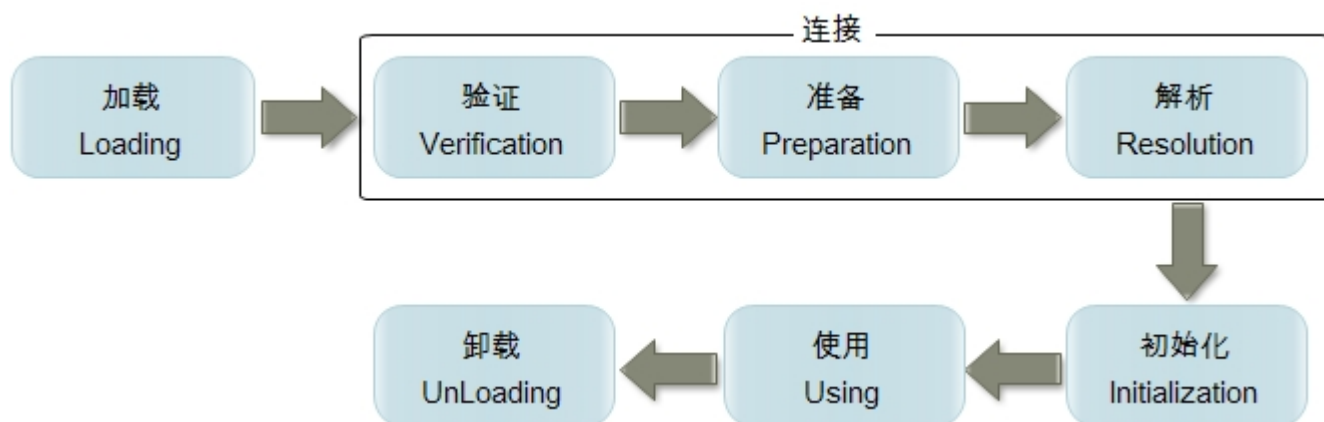 连接
加载
Loading
验证
Verification
准备
Preparation
解析
Resolution
初始化
Initialization
使用
Using
卸载
UnLoading